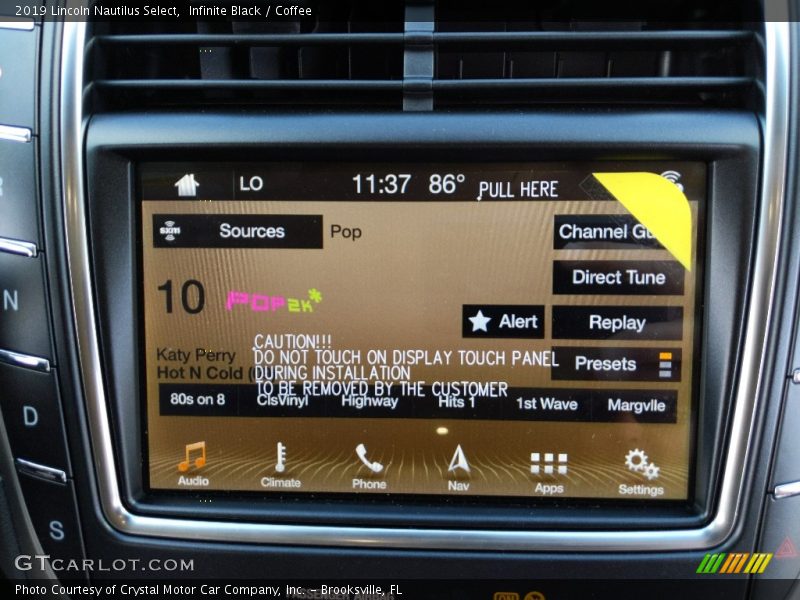 2019 Lincoln Nautilus Select, Infinite Black / Coffee
LO
11:37 86°
PULL HERE
sxm Sources
Pop
Channel Gu
Direct Tune
10
POP2K*
Alert
Replay
CAUTION!!!
Katy Perry
DO NOT TOUCH ON DISPLAY TOUCH PANEL
Presets
Hot N Cold (
DURING INSTALLATION
TO BE REMOVED BY THE CUSTOMER
80s on 8 ClsVinyl Highway Hits 1 1st Wave Margvlle
Audio Climate Phone Nav Apps Settings
N
D
S
GTCARLOT.COM
Photo Courtesy of Crystal Motor Car Company, Inc. – Brooksville, FL